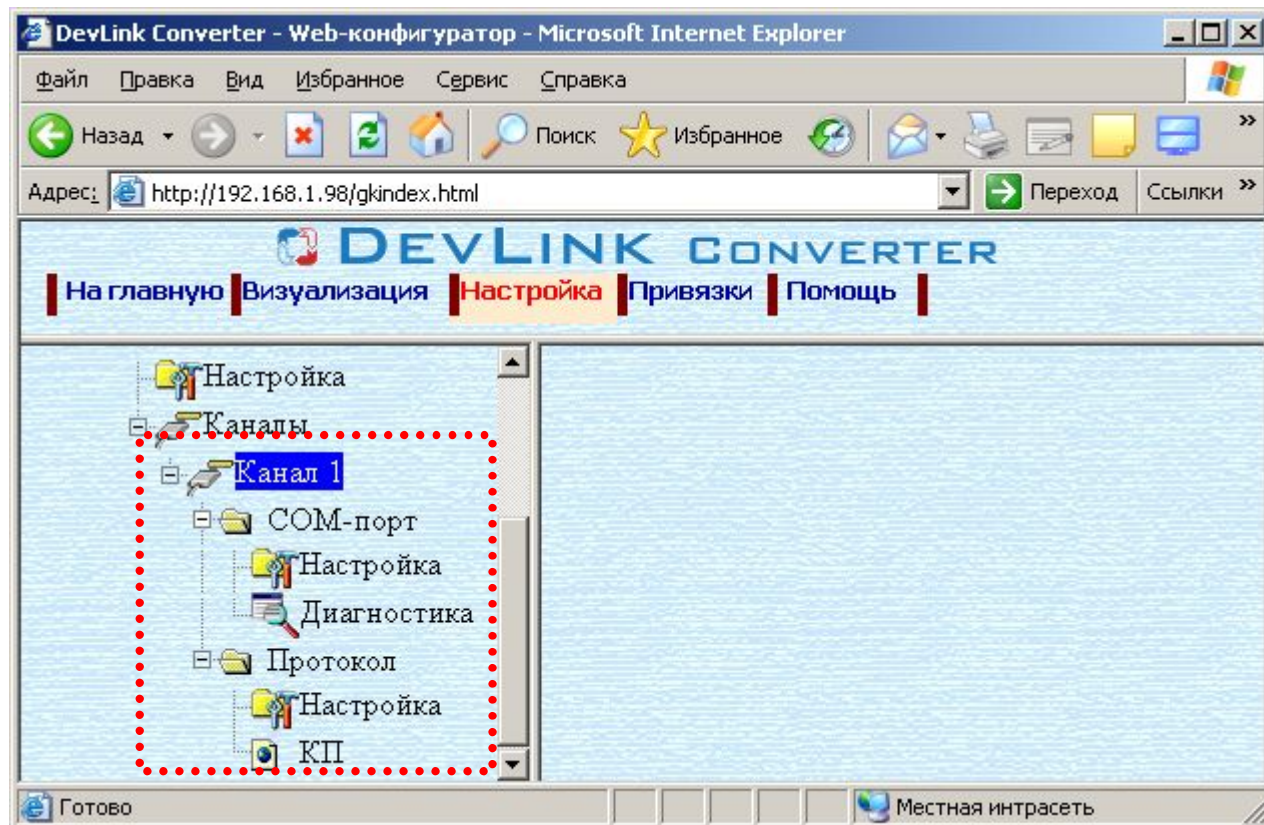 DevLink Converter - Web-конфигуратор - Microsoft Internet Explorer
Файл Правка Вид Избранное Сервис Справка
Назад Поиск Избранное »
Адрес: http://192.168.1.98/gkindex.html Переход Ссылки »
DEVLINK CONVERTER
На главную Визуализация Настройка Привязки Помощь
Настройка
Каналы
Канал 1
COM-порт
Настройка
Диагностика
Протокол
Настройка
КП
Готово Местная интрасеть